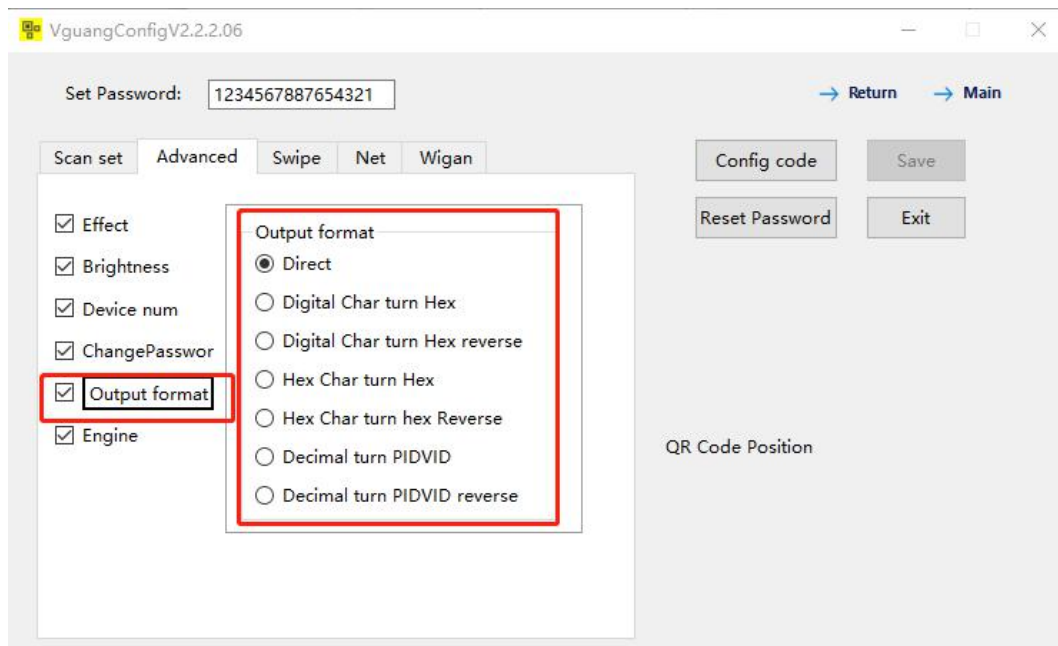 VguangConfigV2.2.2.06
Set Password: 1234567887654321
Return Main
Scan set Advanced Swipe Net Wigan
Config code Save
Reset Password Exit
Effect
Brightness
Device num
ChangePasswor
Output format
Engine
Output format
Direct
Digital Char turn Hex
Digital Char turn Hex reverse
Hex Char turn Hex
Hex Char turn hex Reverse
Decimal turn PIDVID
Decimal turn PIDVID reverse
QR Code Position